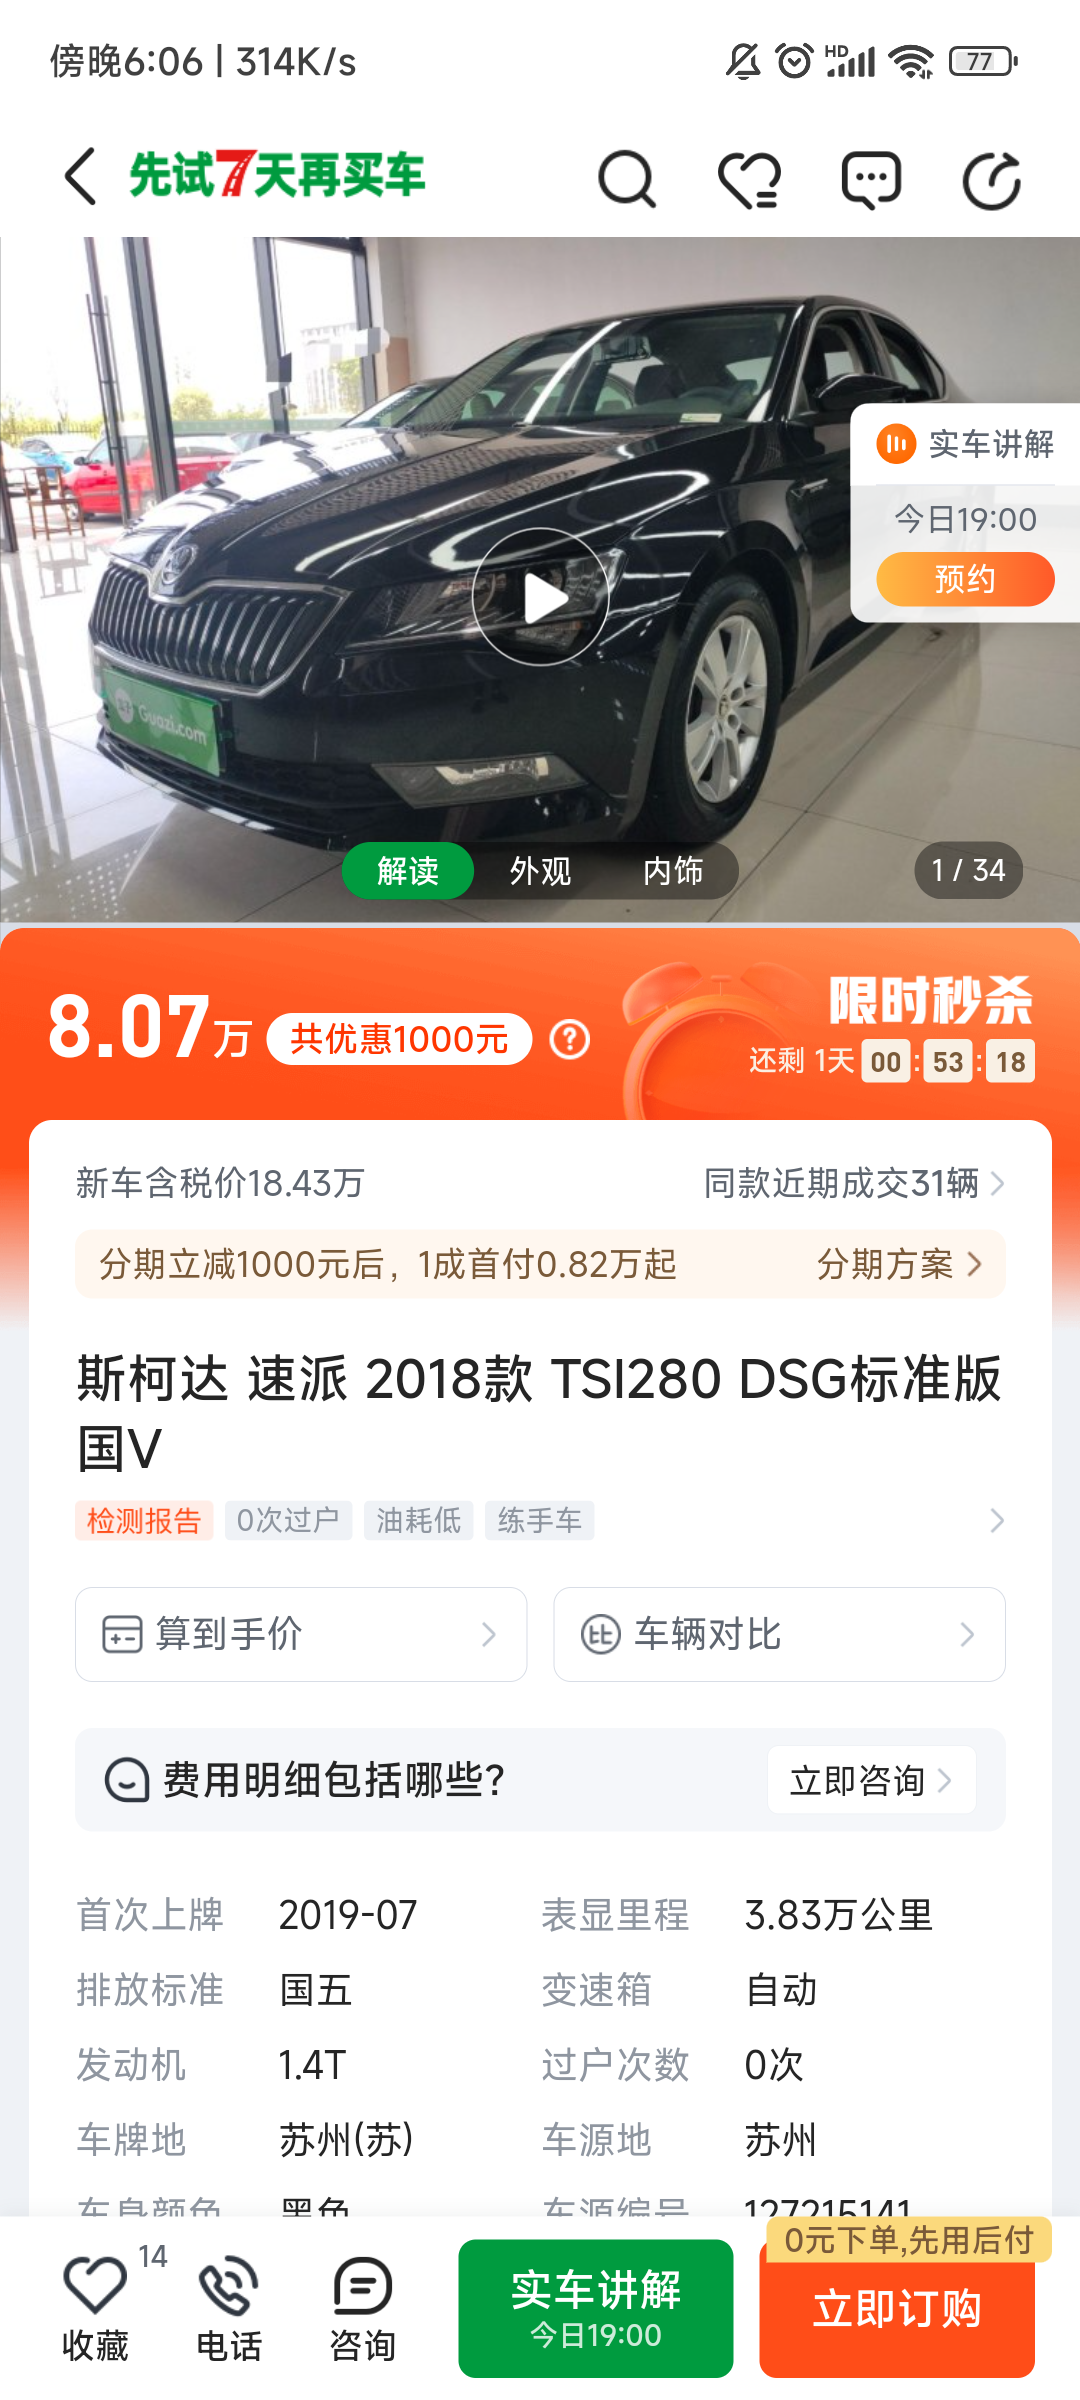 傍晚6:06 | 314K/s
HD
77
先试7天再买车
实车讲解
今日19:00
预约
Guazi.com
解读 外观 内饰
1 / 34
8.07万 共优惠1000元 ?
限时秒杀
还剩 1天 00:53:18
新车含税价18.43万 同款近期成交31辆
分期立减1000元后，1成首付0.82万起 分期方案
斯柯达 速派 2018款 TSI280 DSG标准版
国V
检测报告 0次过户 油耗低 练手车
算到手价 比 车辆对比
费用明细包括哪些? 立即咨询
首次上牌 2019-07 表显里程 3.83万公里
排放标准 国五 变速箱 自动
发动机 1.4T 过户次数 0次
车牌地 苏州(苏) 车源地 苏州
车身颜色 黑色 车源编号 127215141
0元下单,先用后付
14
收藏 电话 咨询
实车讲解
今日19:00
立即订购